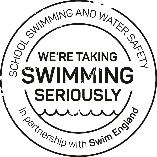 SCHOOL SWIMMING AND WATER SAFETY
WE'RE TAKING
SWIMMING
SERIOUSLY
In partnership with Swim England